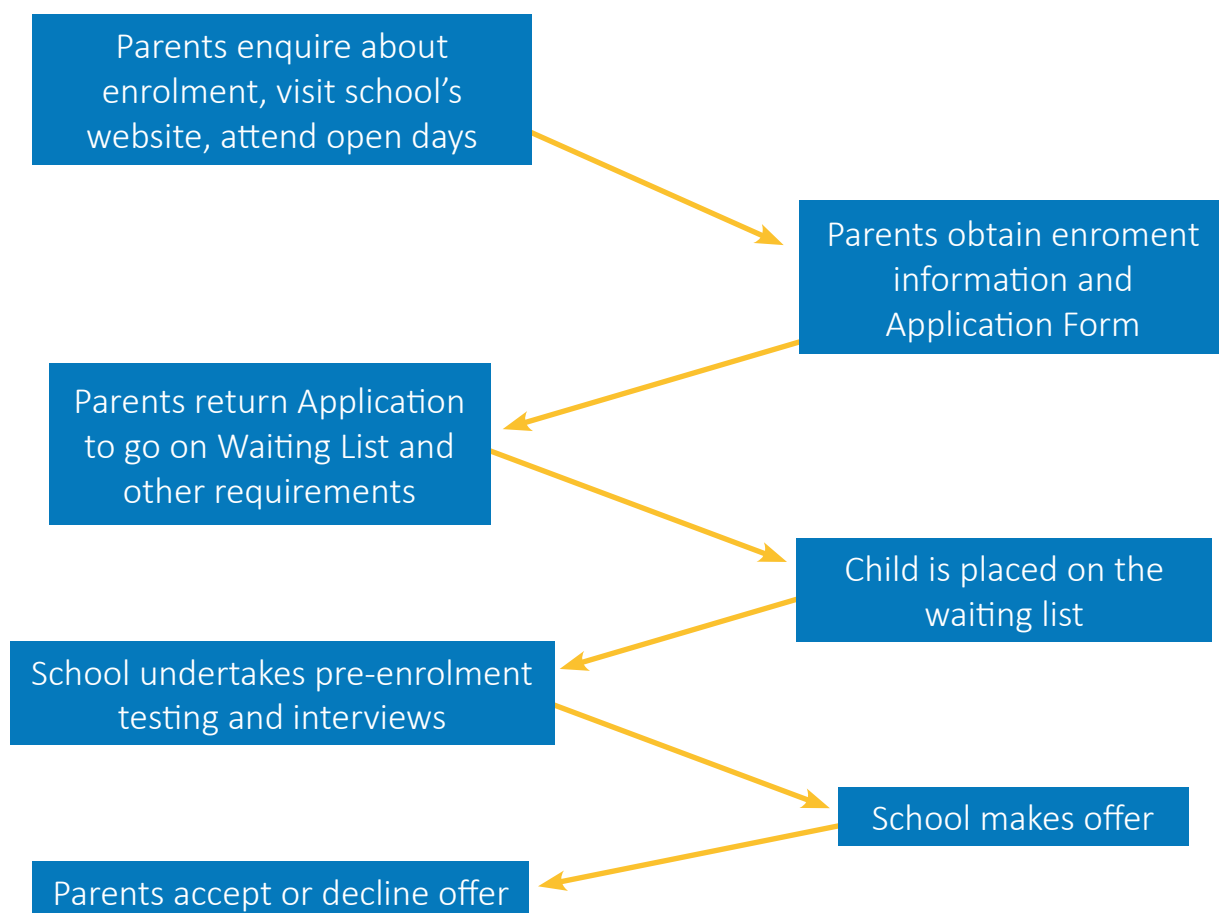 Parents enquire about
enrolment, visit school’s
website, attend open days
Parents obtain enroment
information and
Application Form
Parents return Application
to go on Waiting List and
other requirements
Child is placed on the
waiting list
School undertakes pre-enrolment
testing and interviews
School makes offer
Parents accept or decline offer